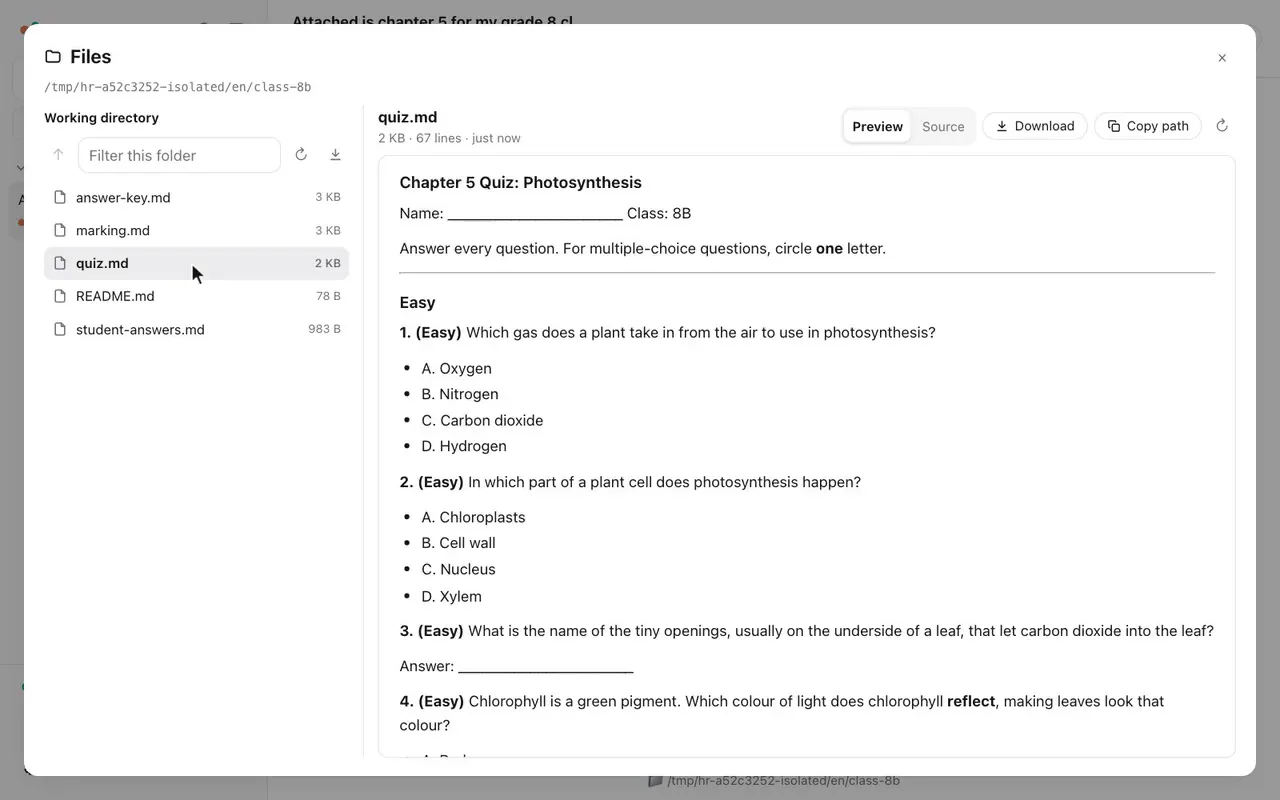 Attached is chapter 5 for my grade 8 cl
Files
/tmp/hr-a52c3252-isolated/en/class-8b
Working directory
Filter this folder
answer-key.md 3 KB
marking.md 3 KB
quiz.md 2 KB
README.md 78 B
student-answers.md 983 B
quiz.md
2 KB · 67 lines · just now
Preview Source Download Copy path
Chapter 5 Quiz: Photosynthesis
Name: ______________________ Class: 8B
Answer every question. For multiple-choice questions, circle one letter.
Easy
1. (Easy) Which gas does a plant take in from the air to use in photosynthesis?
• A. Oxygen
• B. Nitrogen
• C. Carbon dioxide
• D. Hydrogen
2. (Easy) In which part of a plant cell does photosynthesis happen?
• A. Chloroplasts
• B. Cell wall
• C. Nucleus
• D. Xylem
3. (Easy) What is the name of the tiny openings, usually on the underside of a leaf, that let carbon dioxide into the leaf?
Answer: ______________________
4. (Easy) Chlorophyll is a green pigment. Which colour of light does chlorophyll reflect, making leaves look that
colour?
/tmp/hr-a52c3252-isolated/en/class-8b